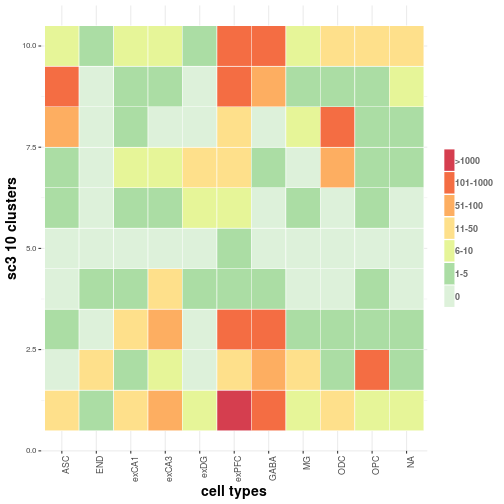 10.0
7.5
5.0
2.5
0.0
sc3 10 clusters
ASC
END
exCA1
exCA3
exDG
exPFC
GABA
MG
ODC
OPC
NA
cell types
>1000
101-1000
51-100
11-50
6-10
1-5
0